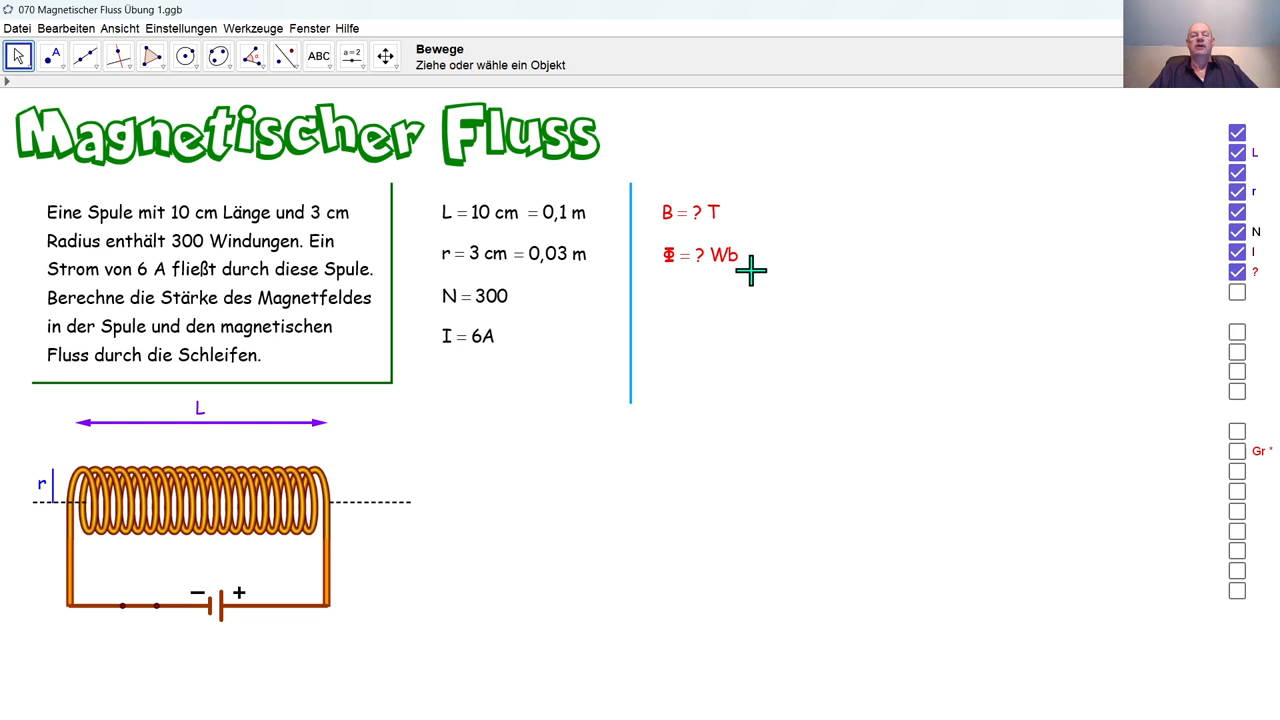 070 Magnetischer Fluss Übung 1.ggb
Datei Bearbeiten Ansicht Einstellungen Werkzeuge Fenster Hilfe
A ABC a=2
Bewege
Ziehe oder wähle ein Objekt
Magnetischer Fluss
Eine Spule mit 10 cm Länge und 3 cm
Radius enthält 300 Windungen. Ein
Strom von 6 A fließt durch diese Spule.
Berechne die Stärke des Magnetfeldes
in der Spule und den magnetischen
Fluss durch die Schleifen.
L = 10 cm = 0,1 m
r = 3 cm = 0,03 m
N = 300
I = 6A
B = ? T
Φ = ? Wb
L
r
N
I
?
Gr *
L
r
− +